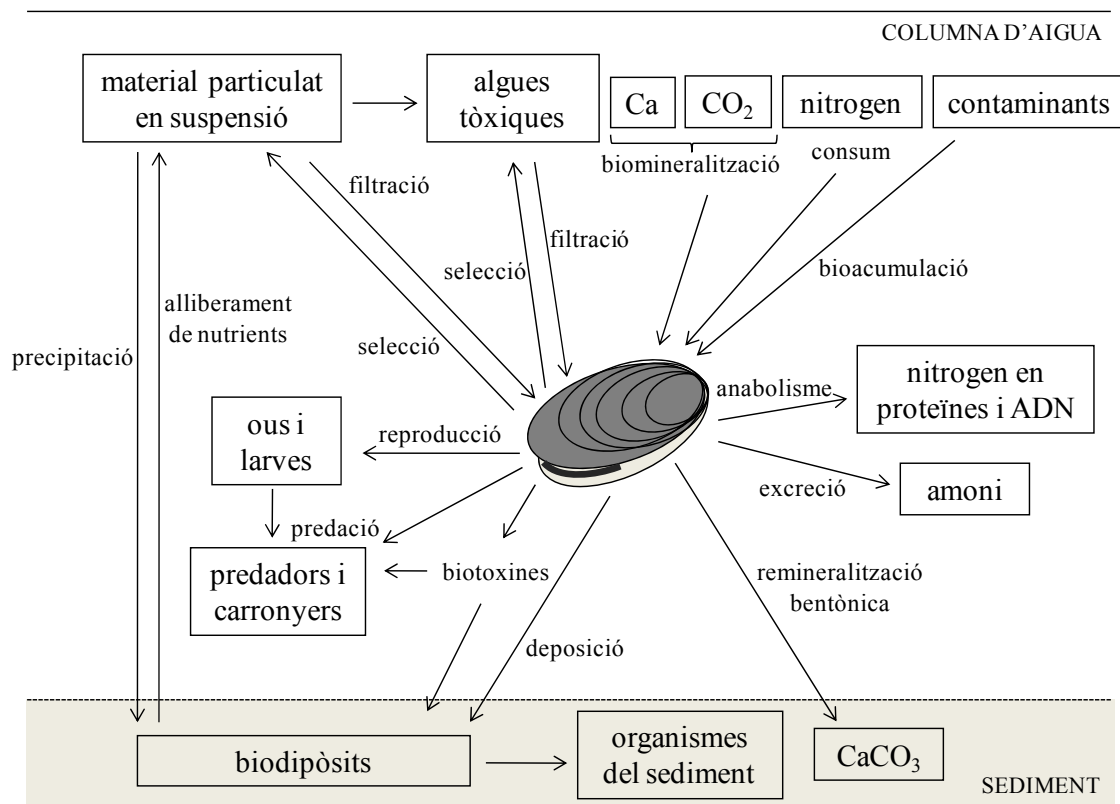 COLUMNA D'AIGUA
material particulat
en suspensió
algues
tòxiques
Ca
CO₂
nitrogen
contaminants
biomineralització
consum
filtració
filtració
selecció
bioacumulació
alliberament
de nutrients
precipitació
selecció
anabolisme
nitrogen en
proteïnes i ADN
ous i
larves
reproducció
excreció
amoni
predació
predadors i
carronyers
biotoxines
remineralització
bentònica
deposició
biodipòsits
organismes
del sediment
CaCO₃
SEDIMENT